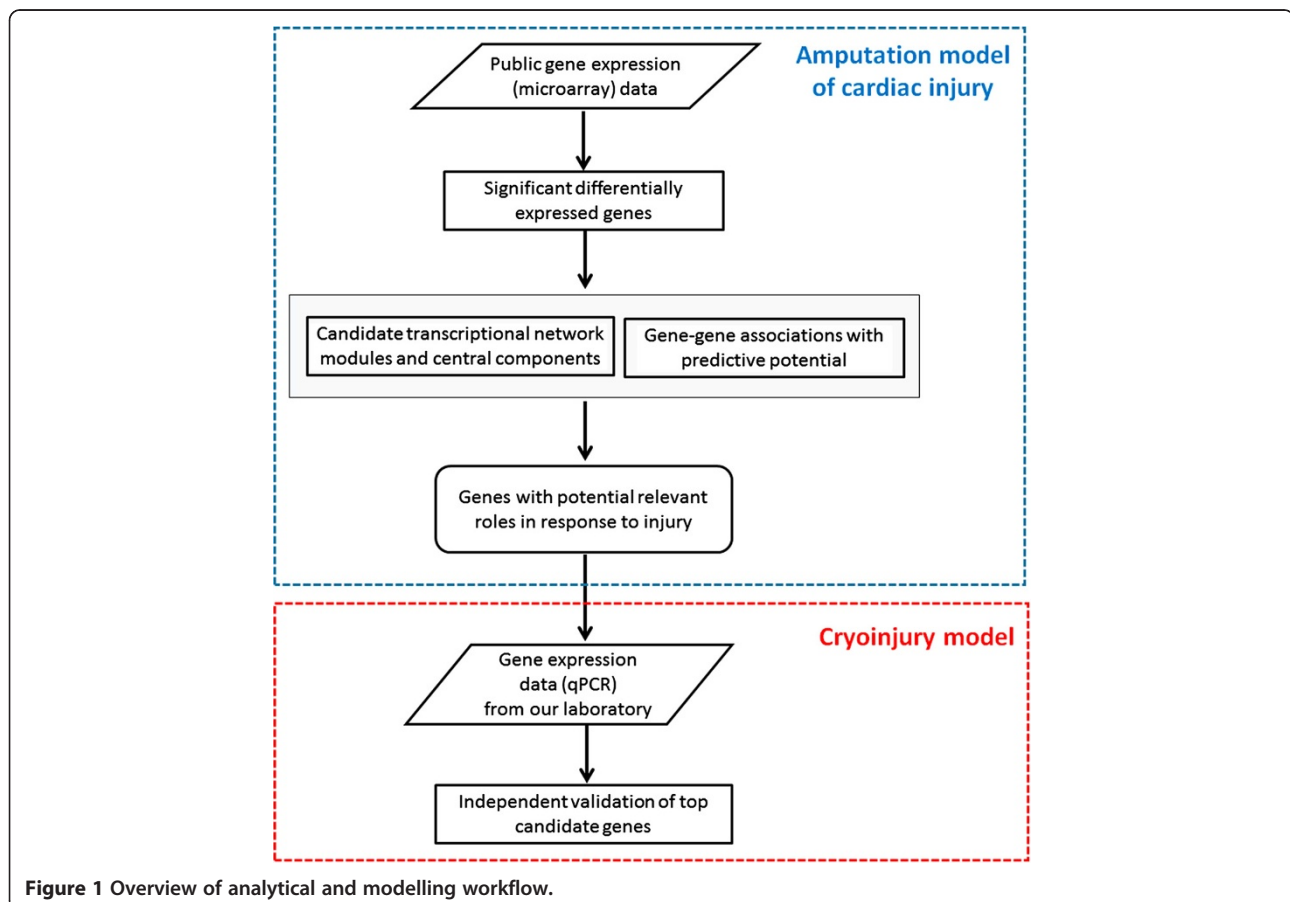 Amputation model
of cardiac injury
Public gene expression
(microarray) data
Significant differentially
expressed genes
Candidate transcriptional network
modules and central components
Gene-gene associations with
predictive potential
Genes with potential relevant
roles in response to injury
Cryoinjury model
Gene expression
data (qPCR)
from our laboratory
Independent validation of top
candidate genes
Figure 1 Overview of analytical and modelling workflow.